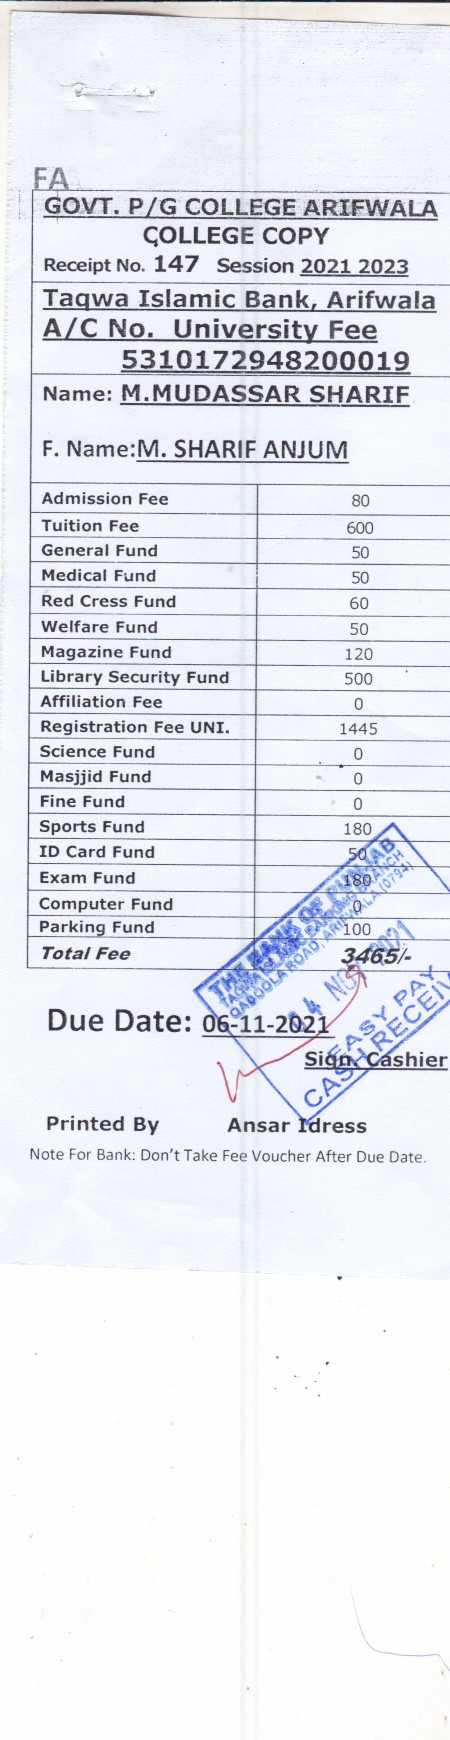 FA
GOVT. P/G COLLEGE ARIFWALA
COLLEGE COPY
Receipt No. 147 Session 2021 2023
Taqwa Islamic Bank, Arifwala
A/C No. University Fee
5310172948200019
Name: M.MUDASSAR SHARIF
F. Name:M. SHARIF ANJUM
Admission Fee 80
Tuition Fee 600
General Fund 50
Medical Fund 50
Red Cress Fund 60
Welfare Fund 50
Magazine Fund 120
Library Security Fund 500
Affiliation Fee 0
Registration Fee UNI. 1445
Science Fund 0
Masjjid Fund 0
Fine Fund 0
Sports Fund 180
ID Card Fund 50
Exam Fund 180
Computer Fund 0
Parking Fund 100
Total Fee 3465/-
THE BANK OF PUNJAB
TAQWA ISLAMIC BANKING BRANCH
QABOOLA ROAD, ARIFWALA (0794)
04 NOV 2021
EASY PAY
CASH RECEIV
Due Date: 06-11-2021
Sign. Cashier
Printed By Ansar Idress
Note For Bank: Don't Take Fee Voucher After Due Date.